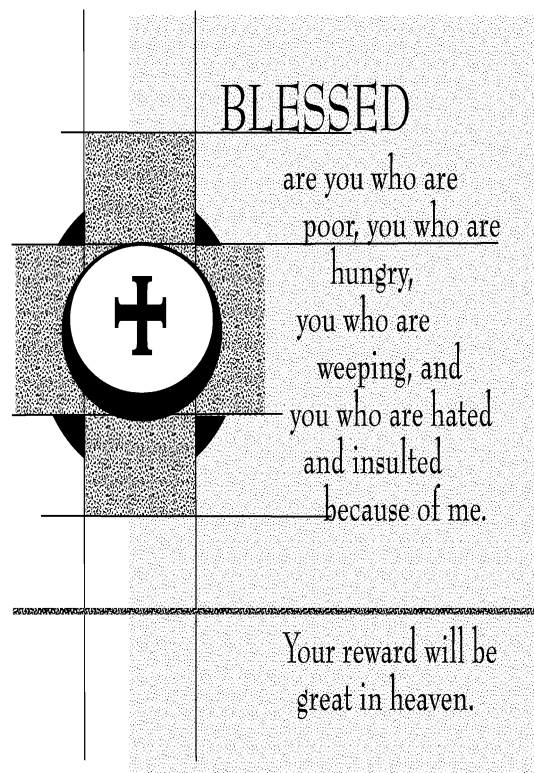 BLESSED
are you who are
poor, you who are
hungry,
you who are
weeping, and
you who are hated
and insulted
because of me.
Your reward will be
great in heaven.